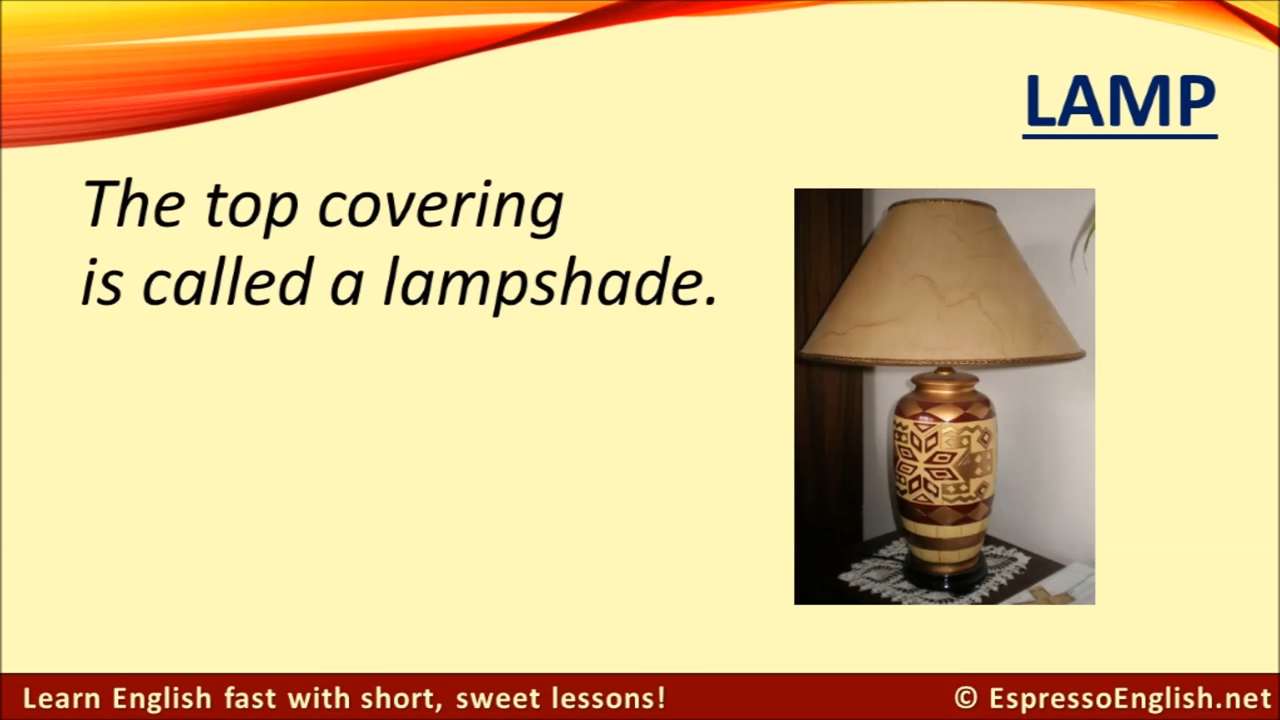 LAMP
The top covering
is called a lampshade.
Learn English fast with short, sweet lessons!
© EspressoEnglish.net